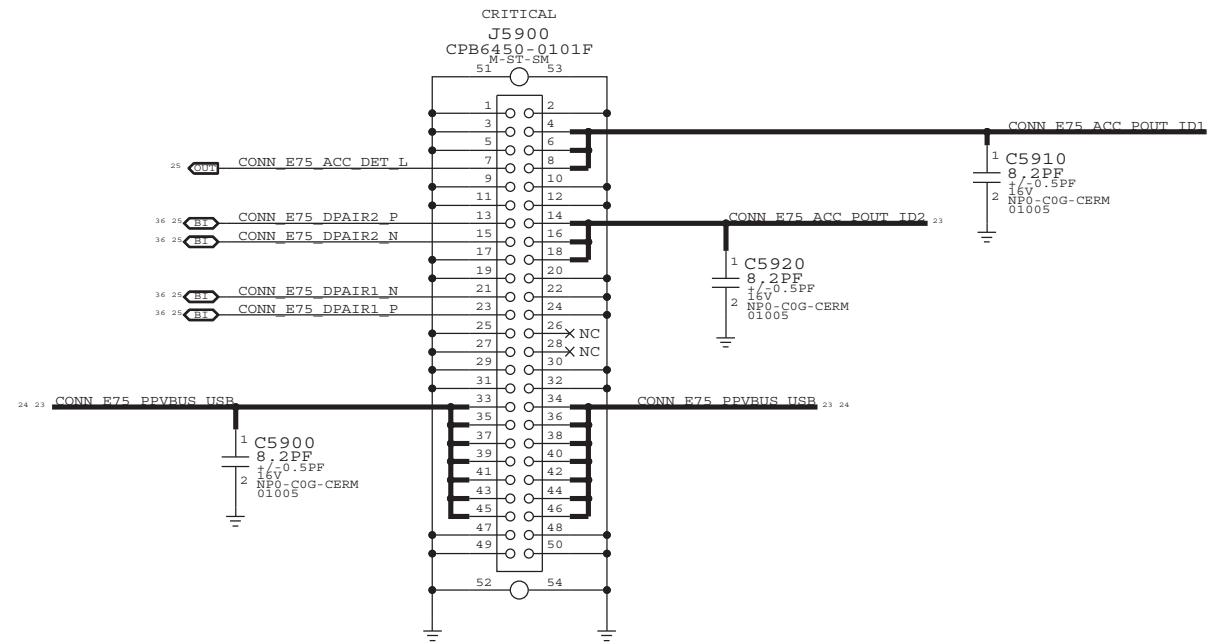 CRITICAL
J5900
CPB6450-0101F
M-ST-SM
51 53
1 2
3 4
CONN_E75_ACC_POUT_ID1
5 6
25 OUT CONN_E75_ACC_DET_L 7 8
1 C5910
8.2PF
+/-0.5PF
16V
2 NP0-C0G-CERM
01005
9 10
11 12
36 25 BI CONN_E75_DPAIR2_P 13 14 CONN_E75_ACC_POUT_ID2 23
36 25 BI CONN_E75_DPAIR2_N 15 16
17 18
1 C5920
8.2PF
+/-0.5PF
16V
2 NP0-C0G-CERM
01005
19 20
36 25 BI CONN_E75_DPAIR1_N 21 22
36 25 BI CONN_E75_DPAIR1_P 23 24
25 26 NC
27 28 NC
29 30
31 32
24 23 CONN_E75_PPVBUS_USB 33 34 CONN_E75_PPVBUS_USB 23 24
35 36
1 C5900
8.2PF
+/-0.5PF
16V
2 NP0-C0G-CERM
01005
37 38
39 40
41 42
43 44
45 46
47 48
49 50
52 54